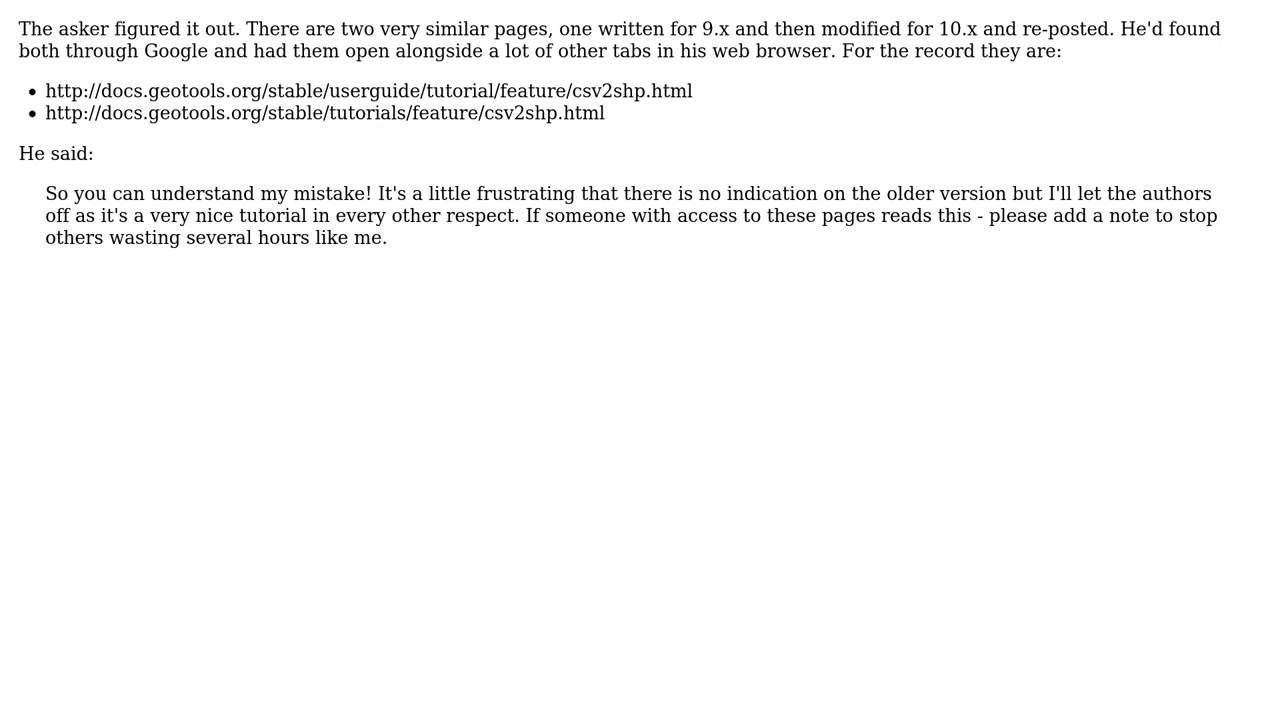 The asker figured it out. There are two very similar pages, one written for 9.x and then modified for 10.x and re-posted. He'd found
both through Google and had them open alongside a lot of other tabs in his web browser. For the record they are:
• http://docs.geotools.org/stable/userguide/tutorial/feature/csv2shp.html
• http://docs.geotools.org/stable/tutorials/feature/csv2shp.html
He said:
So you can understand my mistake! It's a little frustrating that there is no indication on the older version but I'll let the authors
off as it's a very nice tutorial in every other respect. If someone with access to these pages reads this - please add a note to stop
others wasting several hours like me.